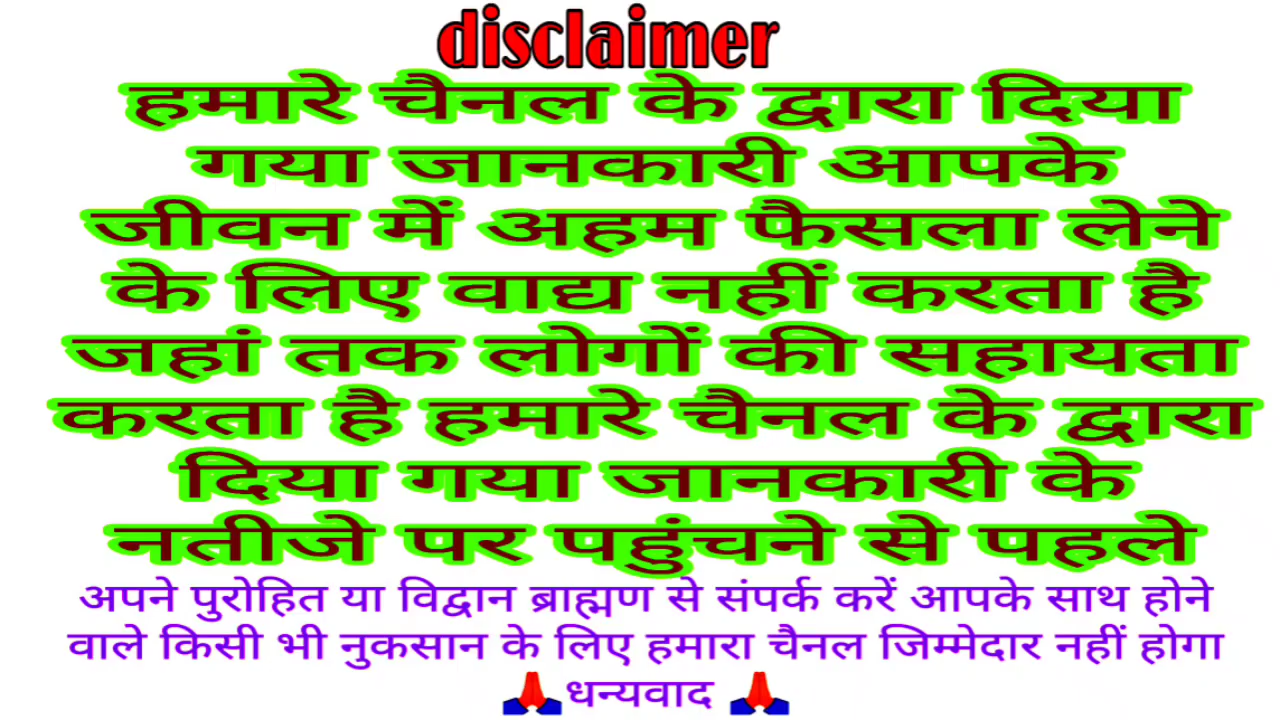 disclaimer
हमारे चैनल के द्वारा दिया
गया जानकारी आपके
जीवन में अहम फैसला लेने
के लिए वाद्य नहीं करता है
जहां तक लोगों की सहायता
करता है हमारे चैनल के द्वारा
दिया गया जानकारी के
नतीजे पर पहुंचने से पहले
अपने पुरोहित या विद्वान ब्राह्मण से संपर्क करें आपके साथ होने
वाले किसी भी नुकसान के लिए हमारा चैनल जिम्मेदार नहीं होगा
🙏धन्यवाद 🙏